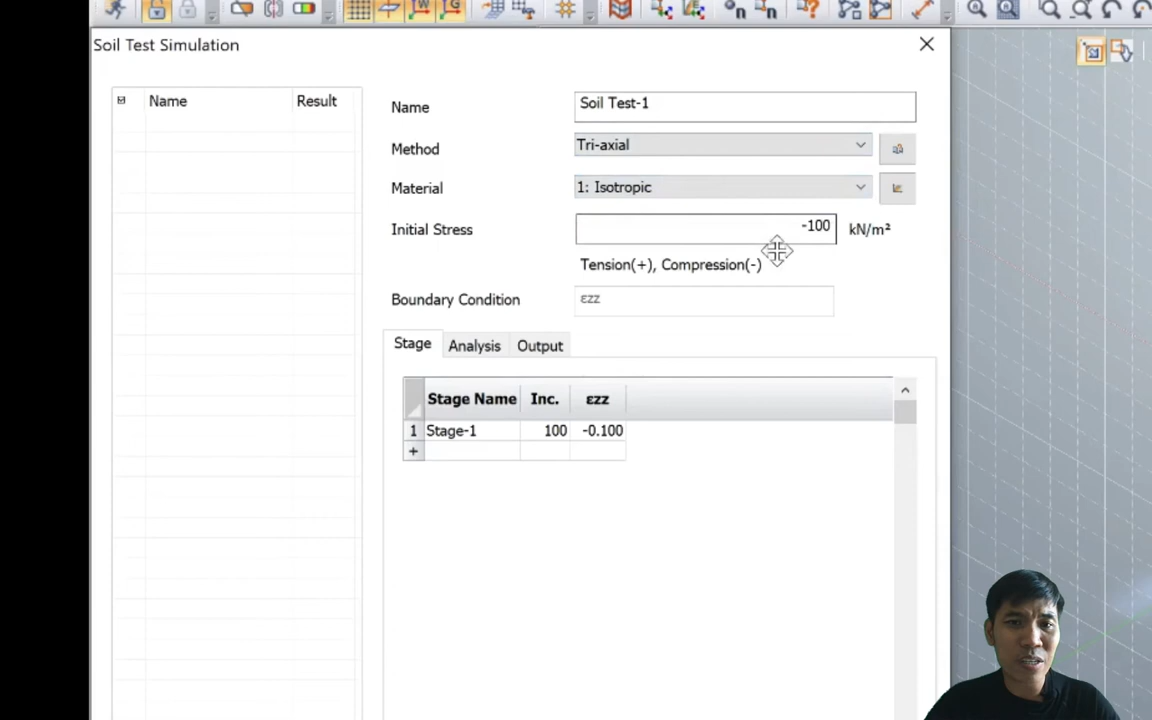 Soil Test Simulation
Name Result
Name Soil Test-1
Method Tri-axial
Material 1: Isotropic
Initial Stress -100 kN/m²
Tension(+), Compression(-)
Boundary Condition εzz
Stage Analysis Output
Stage Name Inc. εzz
1 Stage-1 100 -0.100
+